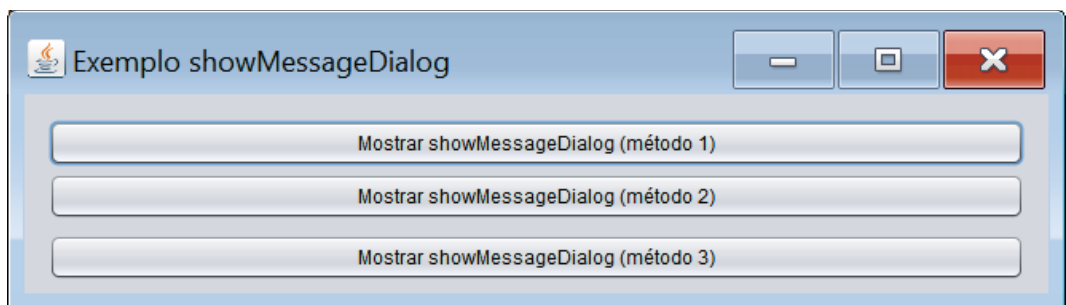 Exemplo showMessageDialog
Mostrar showMessageDialog (método 1)
Mostrar showMessageDialog (método 2)
Mostrar showMessageDialog (método 3)